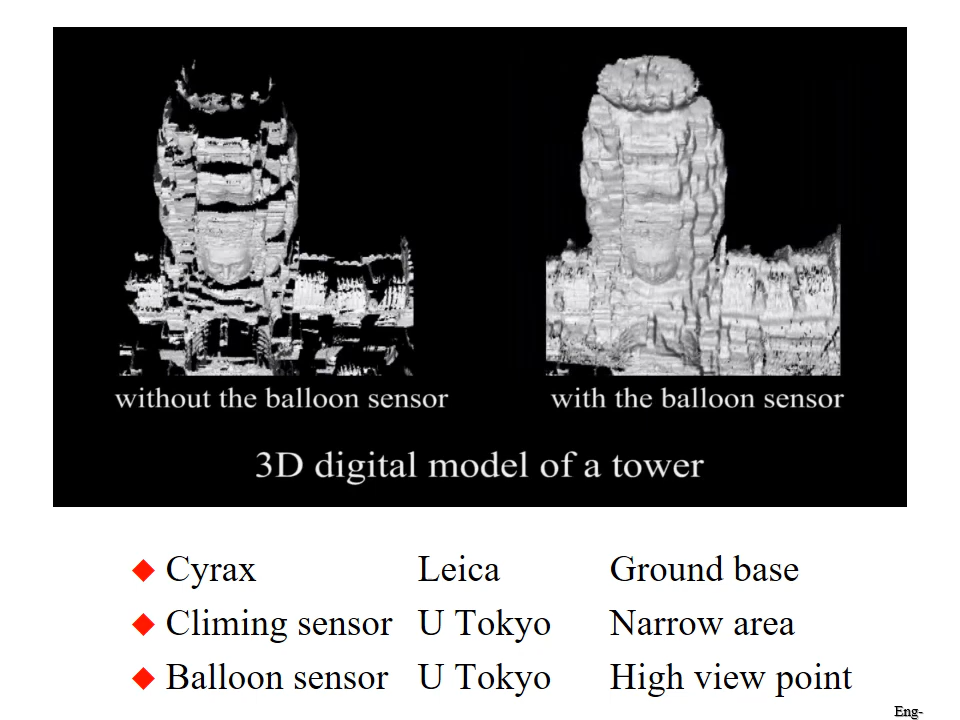 without the balloon sensor with the balloon sensor
3D digital model of a tower
Cyrax Leica Ground base
Climing sensor U Tokyo Narrow area
Balloon sensor U Tokyo High view point
Eng-